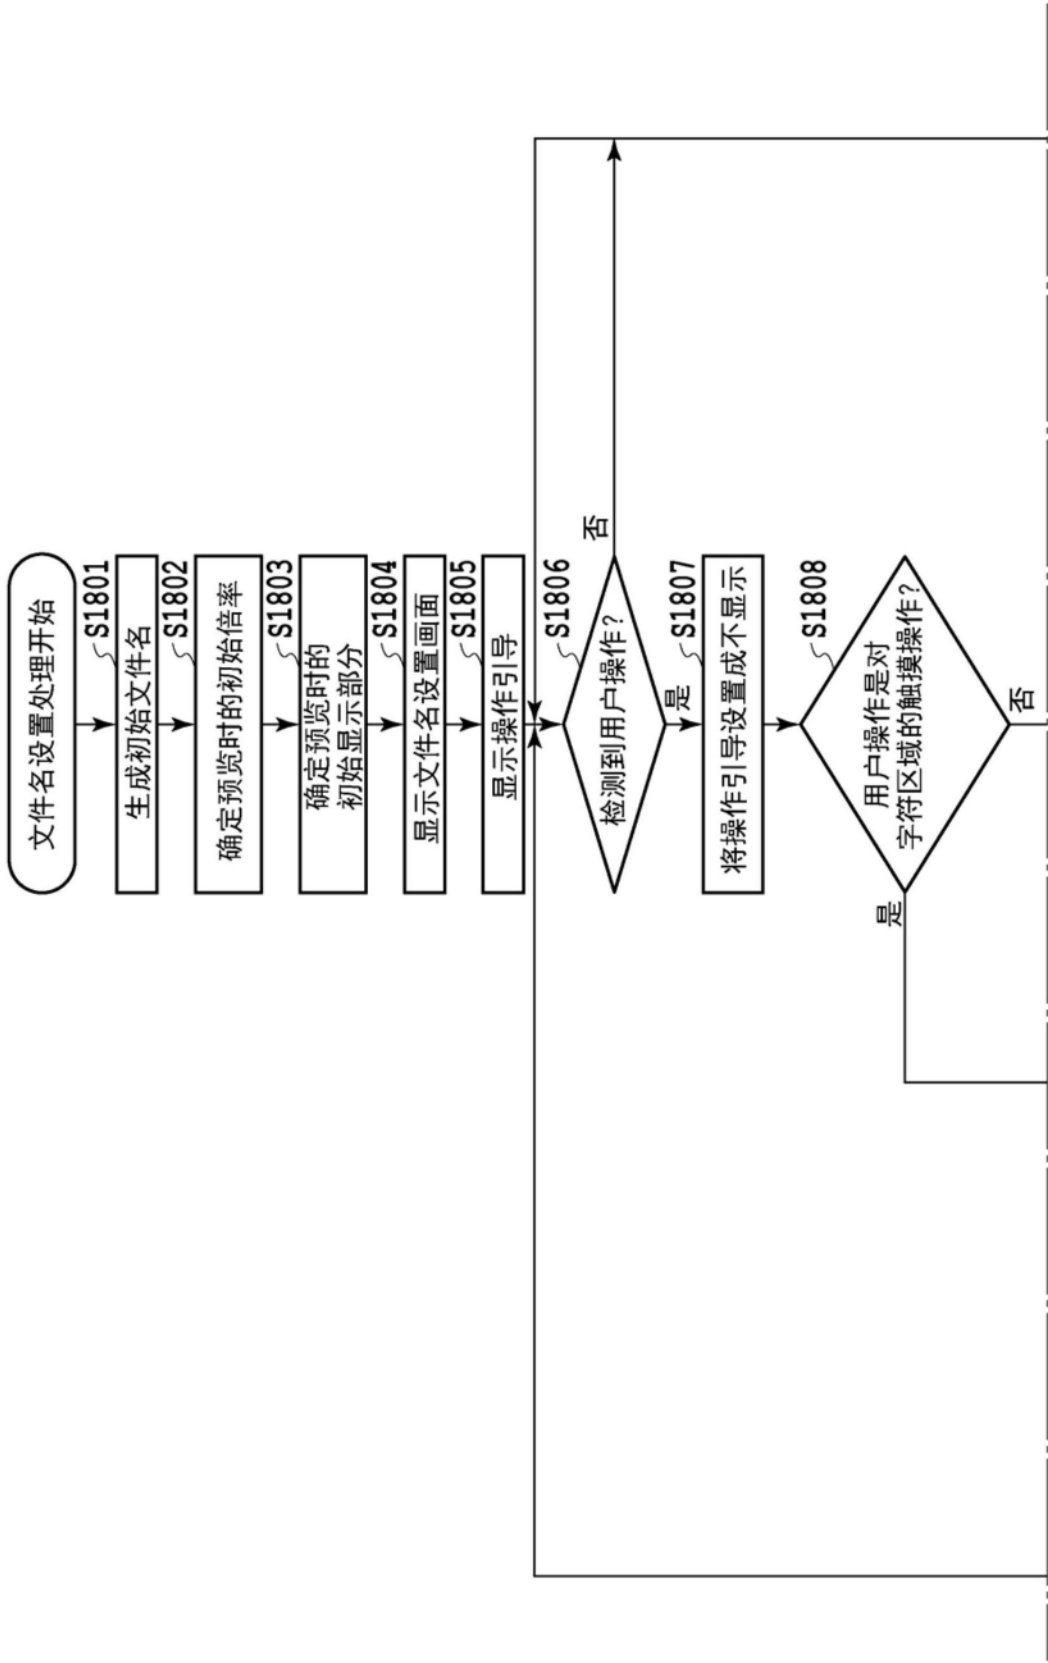 文件名设置处理开始
S1801
生成初始文件名
S1802
确定预览时的初始倍率
S1803
确定预览时的
初始显示部分
S1804
显示文件名设置画面
S1805
显示操作引导
S1806
检测到用户操作?
否
是
S1807
将操作引导设置成不显示
S1808
用户操作是对
字符区域的触摸操作?
是
否